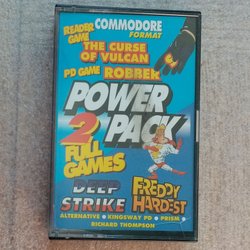 COMMODORE
FORMAT
READER
GAME
THE CURSE
OF VULCAN
PD GAME ROBBEK
POWER
2 PACK
FULL
GAMES
DEEP
STRIKE
FREDDY
HARDEST
ALTERNATIVE • KINGSWAY PD • PRISM •
RICHARD THOMPSON